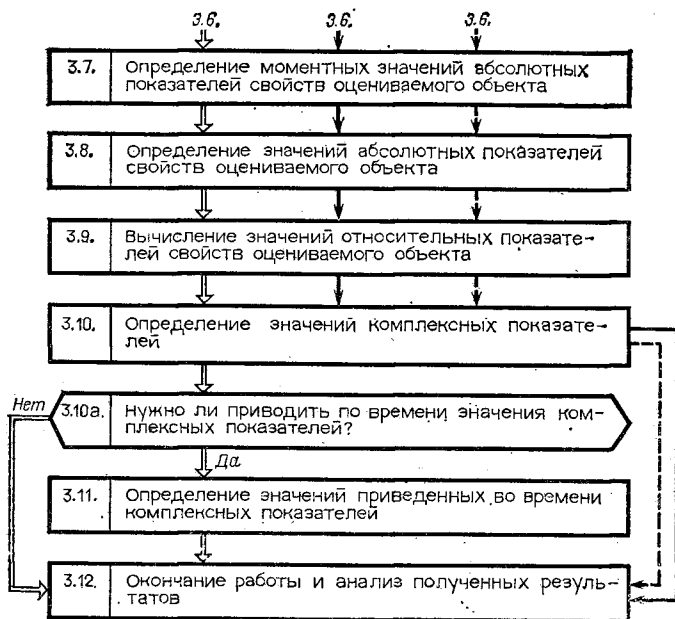 3.6. 3.6. 3.6.
3.7. Определение моментных значений абсолютных
показателей свойств оцениваемого объекта
3.8. Определение значений абсолютных показателей
свойств оцениваемого объекта
3.9. Вычисление значений относительных показате-
лей свойств оцениваемого объекта
3.10. Определение значений комплексных показате-
лей
Нет
3.10а. Нужно ли приводить по времени значения ком-
плексных показателей?
Да
3.11. Определение значений приведенных во времени
комплексных показателей
3.12. Окончание работы и анализ полученных резуль-
татов